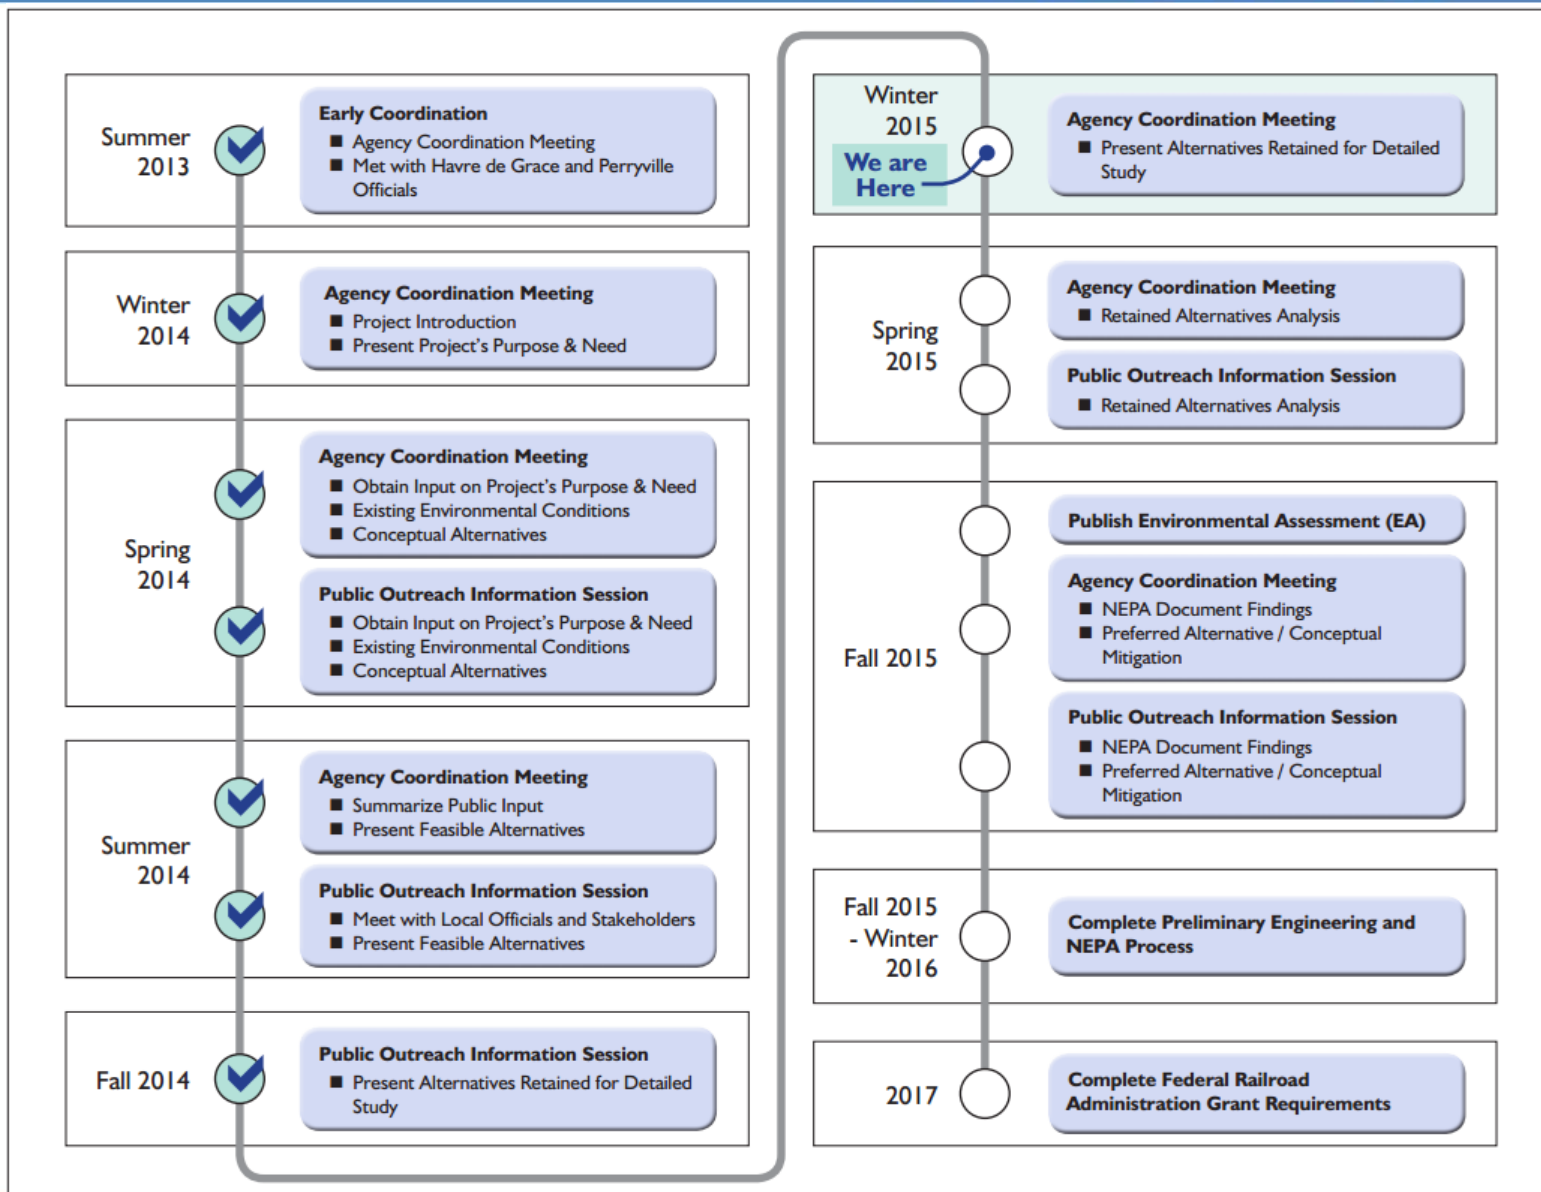 Summer
2013
Early Coordination
■ Agency Coordination Meeting
■ Met with Havre de Grace and Perryville
Officials
Winter
2014
Agency Coordination Meeting
■ Project Introduction
■ Present Project's Purpose & Need
Spring
2014
Agency Coordination Meeting
■ Obtain Input on Project's Purpose & Need
■ Existing Environmental Conditions
■ Conceptual Alternatives
Public Outreach Information Session
■ Obtain Input on Project's Purpose & Need
■ Existing Environmental Conditions
■ Conceptual Alternatives
Summer
2014
Agency Coordination Meeting
■ Summarize Public Input
■ Present Feasible Alternatives
Public Outreach Information Session
■ Meet with Local Officials and Stakeholders
■ Present Feasible Alternatives
Fall 2014
Public Outreach Information Session
■ Present Alternatives Retained for Detailed
Study
Winter
2015
We are
Here
Agency Coordination Meeting
■ Present Alternatives Retained for Detailed
Study
Spring
2015
Agency Coordination Meeting
■ Retained Alternatives Analysis
Public Outreach Information Session
■ Retained Alternatives Analysis
Fall 2015
Publish Environmental Assessment (EA)
Agency Coordination Meeting
■ NEPA Document Findings
■ Preferred Alternative / Conceptual
Mitigation
Public Outreach Information Session
■ NEPA Document Findings
■ Preferred Alternative / Conceptual
Mitigation
Fall 2015
- Winter
2016
Complete Preliminary Engineering and
NEPA Process
2017
Complete Federal Railroad
Administration Grant Requirements